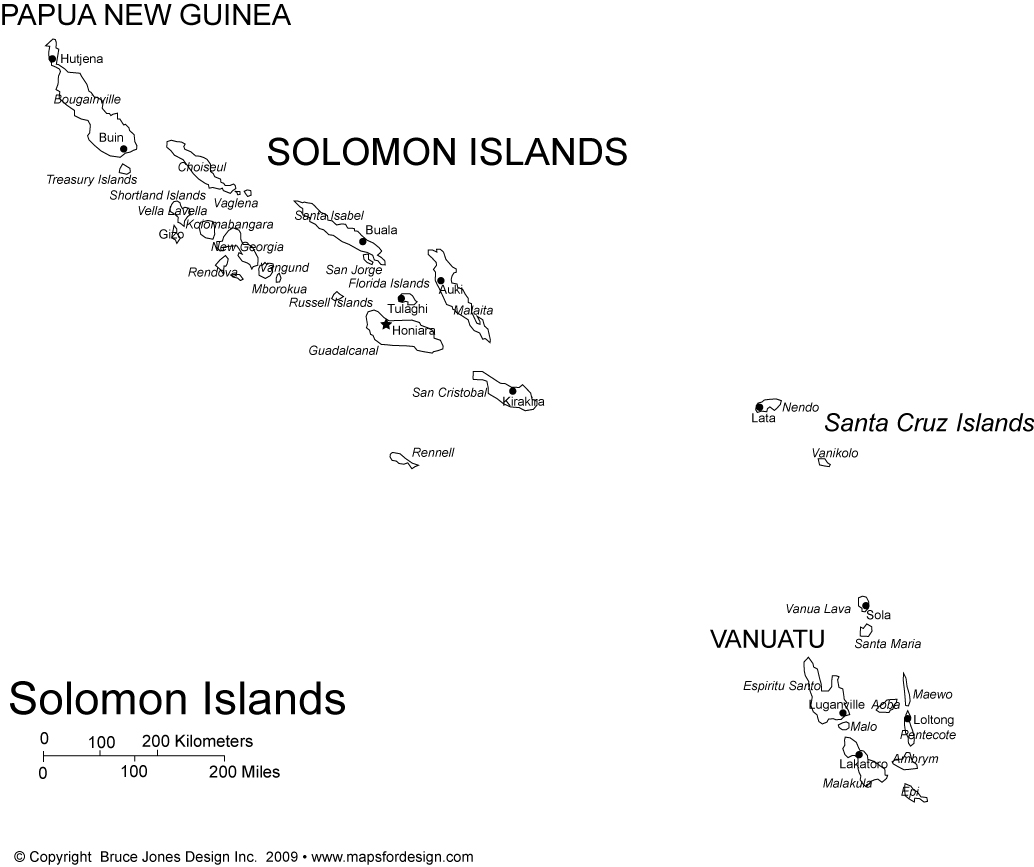 PAPUA NEW GUINEA
Hutjena
Bougainville
Buin
SOLOMON ISLANDS
Choiseul
Treasury Islands
Shortland Islands
Vaglena
Vella Lavella
Santa Isabel
Kolomabangara
Buala
Gizo
New Georgia
Rendova
Vangund
San Jorge
Mborokua
Florida Islands
Auki
Russell Islands
Tulaghi
Malaita
Honiara
Guadalcanal
San Cristobal
Kirakira
Nendo
Lata
Santa Cruz Islands
Rennell
Vanikolo
Vanua Lava
Sola
VANUATU
Santa Maria
Espiritu Santo
Maewo
Luganville
Aoba
Loltong
Malo
Pentecote
Lakatoro
Ambrym
Malakula
Epi
Solomon Islands
0 100 200 Kilometers
0 100 200 Miles
© Copyright Bruce Jones Design Inc. 2009 • www.mapsfordesign.com